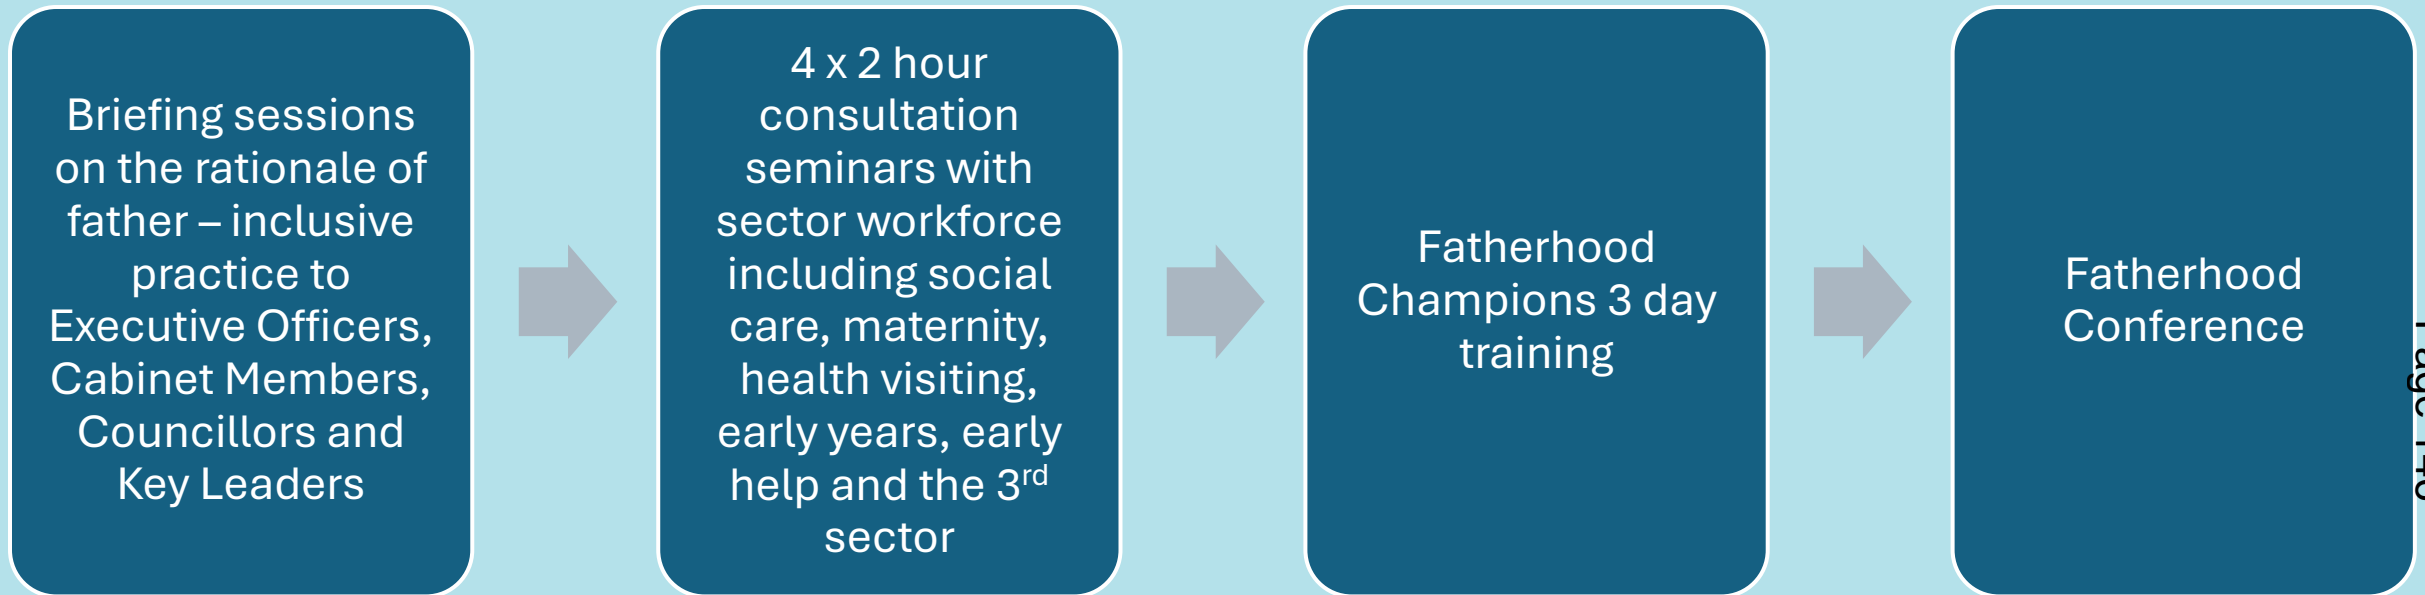 Briefing sessions
on the rationale of
father – inclusive
practice to
Executive Officers,
Cabinet Members,
Councillors and
Key Leaders
4 x 2 hour
consultation
seminars with
sector workforce
including social
care, maternity,
health visiting,
early years, early
help and the 3rd
sector
Fatherhood
Champions 3 day
training
Fatherhood
Conference